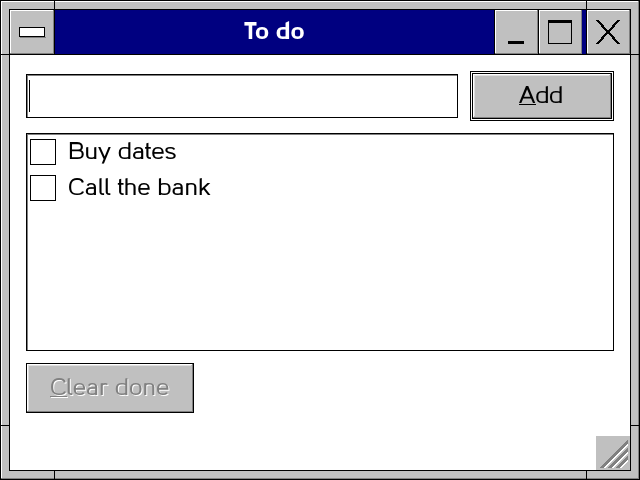 To do
Add
Buy dates
Call the bank
Clear done